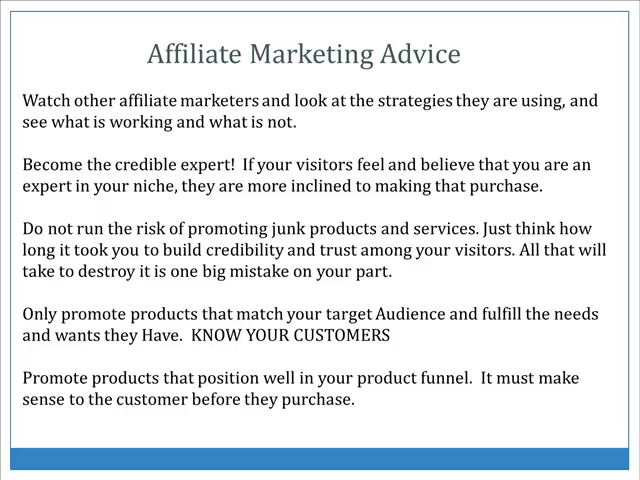 Affiliate Marketing Advice
Watch other affiliate marketers and look at the strategies they are using, and
see what is working and what is not.
Become the credible expert!  If your visitors feel and believe that you are an
expert in your niche, they are more inclined to making that purchase.
Do not run the risk of promoting junk products and services. Just think how
long it took you to build credibility and trust among your visitors. All that will
take to destroy it is one big mistake on your part.
Only promote products that match your target Audience and fulfill the needs
and wants they Have.  KNOW YOUR CUSTOMERS
Promote products that position well in your product funnel.  It must make
sense to the customer before they purchase.